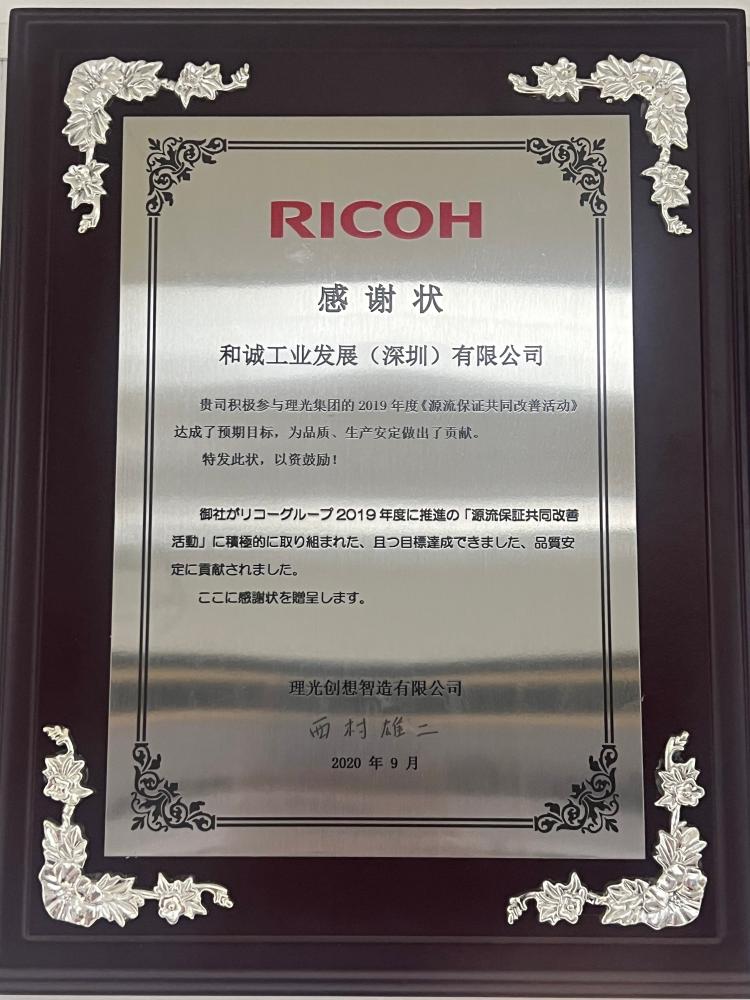 RICOH
感谢状
和诚工业发展（深圳）有限公司
贵司积极参与理光集团的 2019 年度《源流保证共同改善活动》
达成了预期目标，为品质、生产安定做出了贡献。
特发此状，以资鼓励！
御社がリコーグループ 2019 年度に推進の「源流保証共同改善
活動」に積極的に取り組まれた、且つ目標達成できました、品質安
定に貢献されました。
ここに感謝状を贈呈します。
理光创想智造有限公司
西村雄二
2020 年 9 月